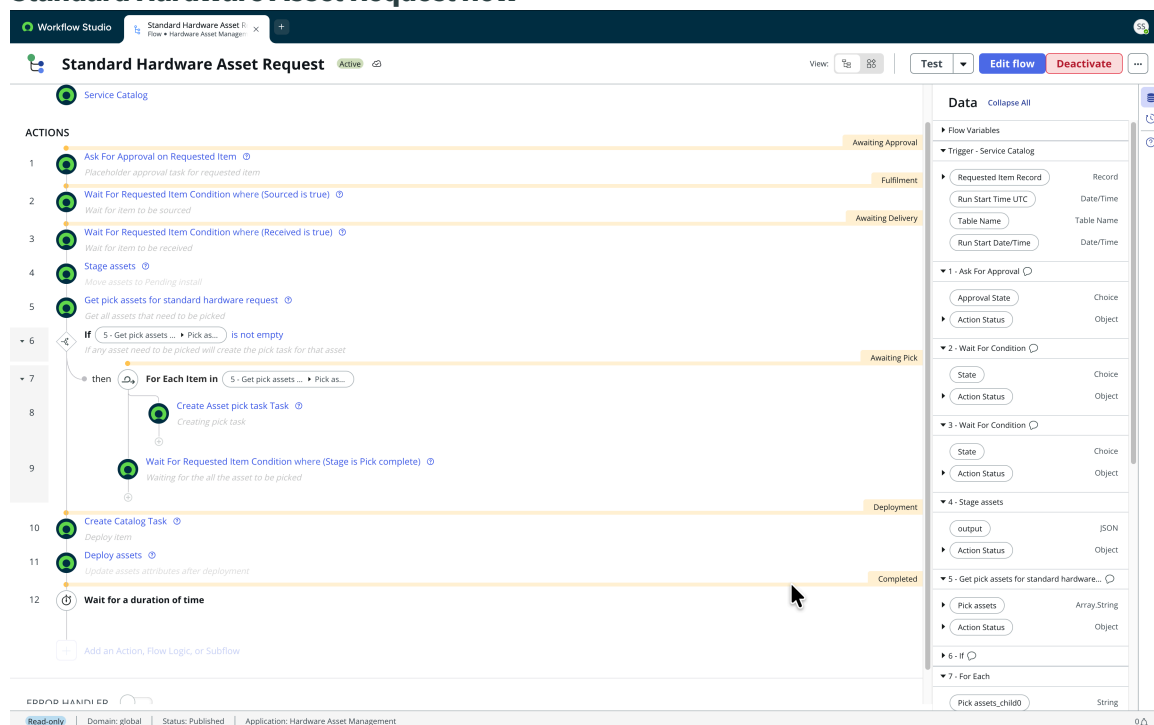 Standard Hardware Asset Request flow
Workflow Studio
Standard Hardware Asset R
Flow • Hardware Asset Managen
SS
Standard Hardware Asset Request
Active
View:
Test
Edit flow
Deactivate
Service Catalog
ACTIONS
Awaiting Approval
1
Ask For Approval on Requested Item
Placeholder approval task for requested item
Fulfilment
2
Wait For Requested Item Condition where (Sourced is true)
Wait for item to be sourced
Awaiting Delivery
3
Wait For Requested Item Condition where (Received is true)
Wait for item to be received
4
Stage assets
Move assets to Pending install
5
Get pick assets for standard hardware request
Get all assets that need to be picked
6
If 5 - Get pick assets ... Pick as... is not empty
If any asset need to be picked will create the pick task for that asset
Awaiting Pick
7
then For Each Item in 5 - Get pick assets ... Pick as...
8
Create Asset pick task Task
Creating pick task
9
Wait For Requested Item Condition where (Stage is Pick complete)
Waiting for the all the asset to be picked
Deployment
10
Create Catalog Task
Deploy item
11
Deploy assets
Update assets attributes after deployment
Completed
12
Wait for a duration of time
Add an Action, Flow Logic, or Subflow
ERROR HANDLER
Data Collapse All
Flow Variables
Trigger - Service Catalog
Requested Item Record Record
Run Start Time UTC Date/Time
Table Name Table Name
Run Start Date/Time Date/Time
1 - Ask For Approval
Approval State Choice
Action Status Object
2 - Wait For Condition
State Choice
Action Status Object
3 - Wait For Condition
State Choice
Action Status Object
4 - Stage assets
output JSON
Action Status Object
5 - Get pick assets for standard hardware...
Pick assets Array.String
Action Status Object
6 - If
7 - For Each
Pick assets_child0 String
Read-only Domain: global Status: Published Application: Hardware Asset Management
0